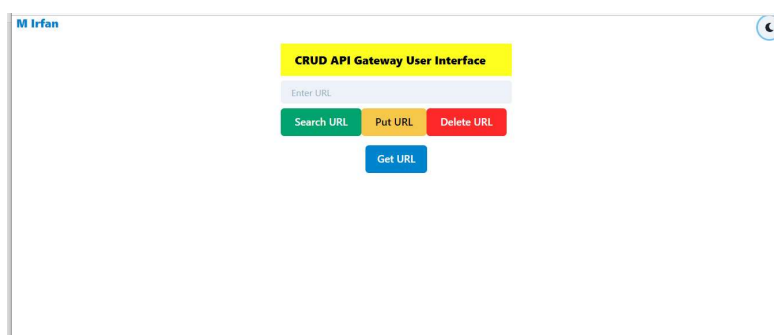 M Irfan
CRUD API Gateway User Interface
Enter URL
Search URL Put URL Delete URL
Get URL